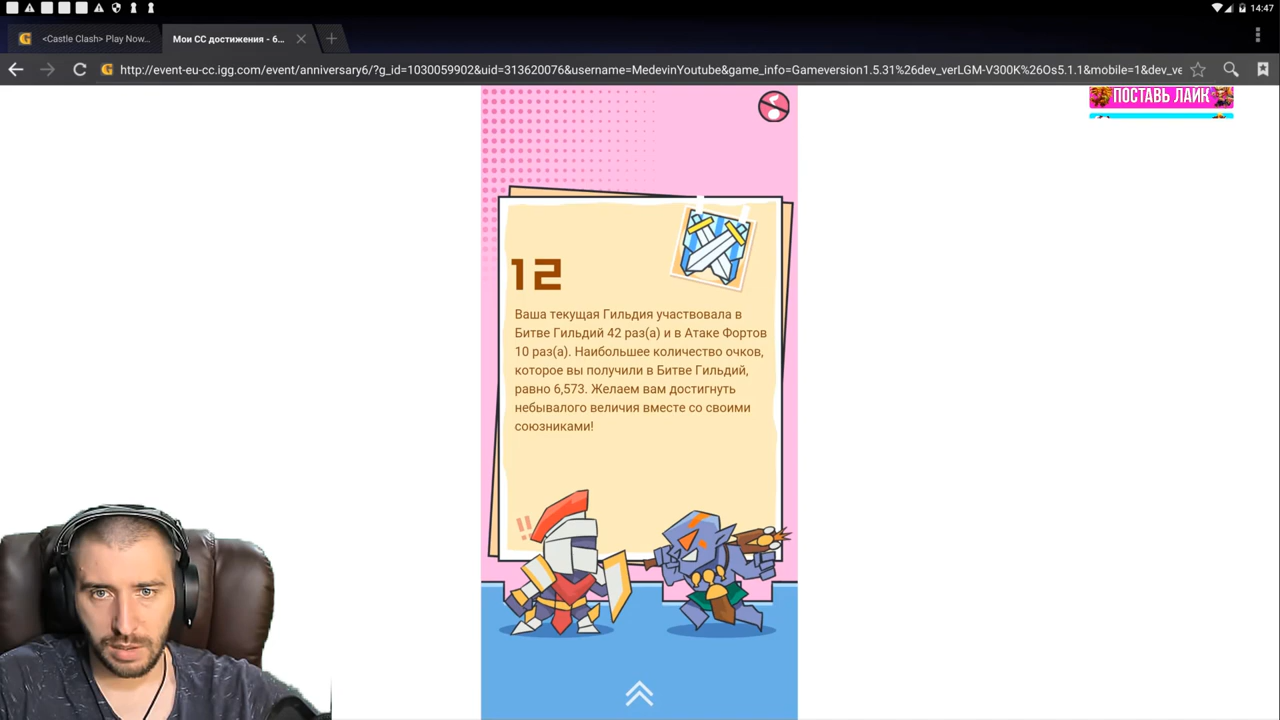 14:47
<Castle Clash> Play Now...
Мои СС достижения - 6...
http://event-eu-cc.igg.com/event/anniversary6/?g_id=1030059902&uid=313620076&username=MedevinYoutube&game_info=Gameversion1.5.31%26dev_verLGM-V300K%26Os5.1.1&mobile=1&dev_ve
ПОСТАВЬ ЛАЙК
12
Ваша текущая Гильдия участвовала в
Битве Гильдий 42 раз(а) и в Атаке Фортов
10 раз(а). Наибольшее количество очков,
которое вы получили в Битве Гильдий,
равно 6,573. Желаем вам достигнуть
небывалого величия вместе со своими
союзниками!
!!